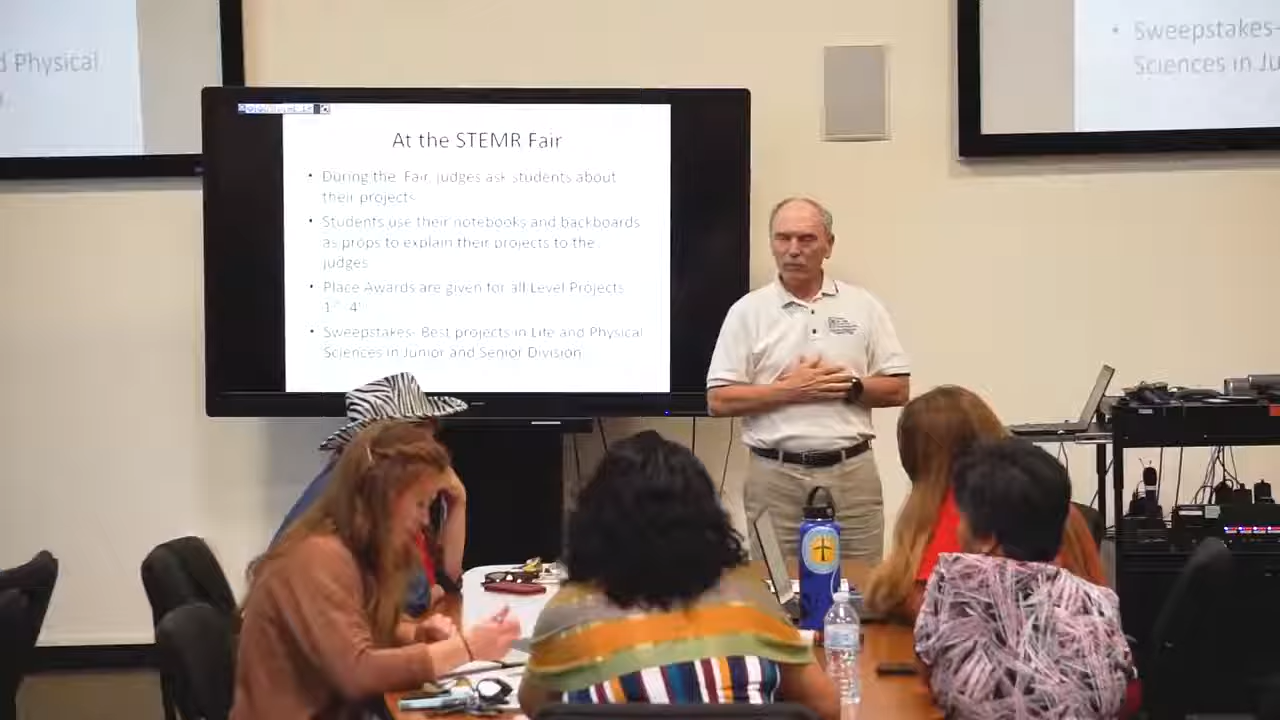 d Physical
At the STEMR Fair
• During the Fair, judges ask students about
their projects
• Students use their notebooks and backboards
as props to explain their projects to the
judges
• Place Awards are given for all Level Projects
1st-4th
• Sweepstakes- Best projects in Life and Physical
Sciences in Junior and Senior Division
• Sweepstakes-
Sciences in Ju